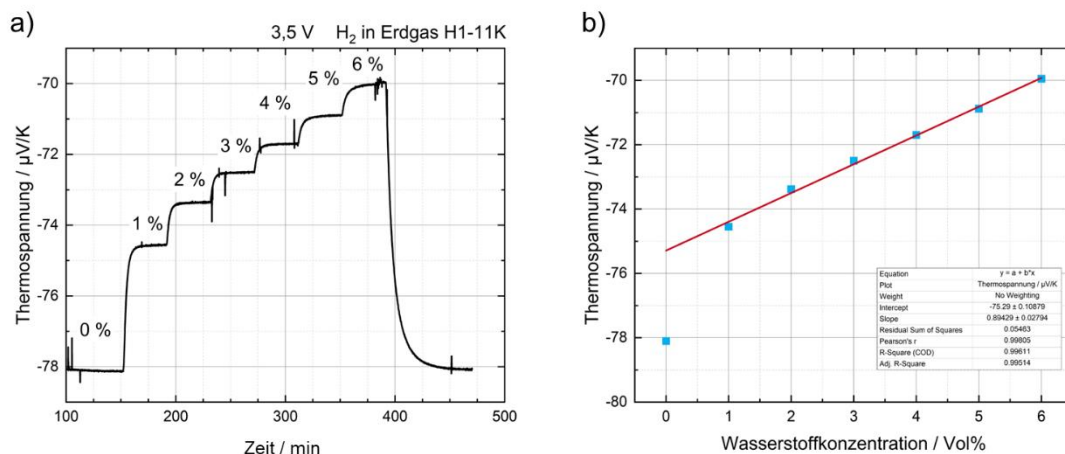 a)
3,5 V H₂ in Erdgas H1-11K
Thermospannung / µV/K
-70
-72
-74
-76
-78
0 %
1 %
2 %
3 %
4 %
5 %
6 %
100 200 300 400 500
Zeit / min
b)
Thermospannung / µV/K
-70
-72
-74
-76
-78
-80
Equation y = a + b*x
Plot Thermospannung / µV/K
Weight No Weighting
Intercept -75.29 ± 0.10879
Slope 0.89429 ± 0.02794
Residual Sum of Squares 0.05463
Pearson's r 0.99805
R-Square (COD) 0.99611
Adj. R-Square 0.99514
0 1 2 3 4 5 6
Wasserstoffkonzentration / Vol%